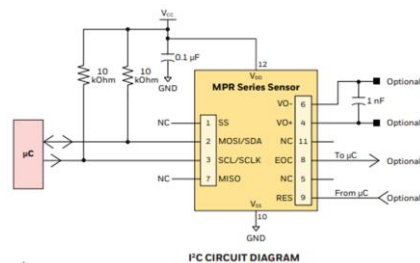 Vcc
12
10
kOhm
10
kOhm
0.1 µF
GND
VDD
MPR Series Sensor
NC
1
SS
2
MOSI/SDA
3
SCL/SCLK
NC
7
MISO
µC
VO–
6
VO+
4
NC
11
EOC
8
NC
5
RES
9
Optional
1 nF
Optional
To µC
Optional
From µC
Optional
VSS
10
GND
I²C CIRCUIT DIAGRAM